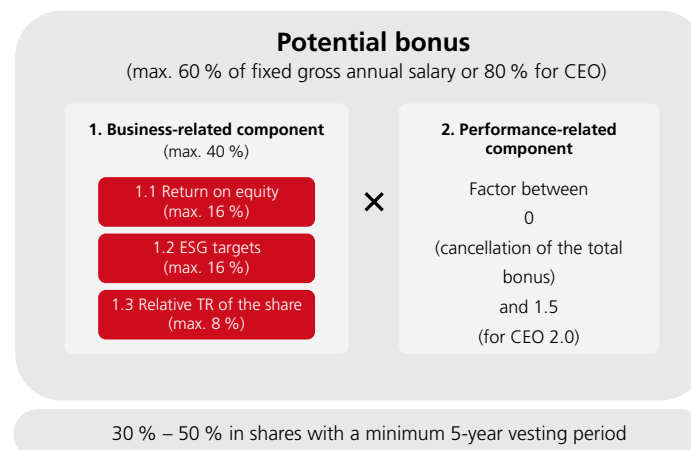 Potential bonus
(max. 60 % of fixed gross annual salary or 80 % for CEO)
1. Business-related component
(max. 40 %)
1.1 Return on equity
(max. 16 %)
1.2 ESG targets
(max. 16 %)
1.3 Relative TR of the share
(max. 8 %)
×
2. Performance-related
component
Factor between
0
(cancellation of the total
bonus)
and 1.5
(for CEO 2.0)
30 % – 50 % in shares with a minimum 5-year vesting period